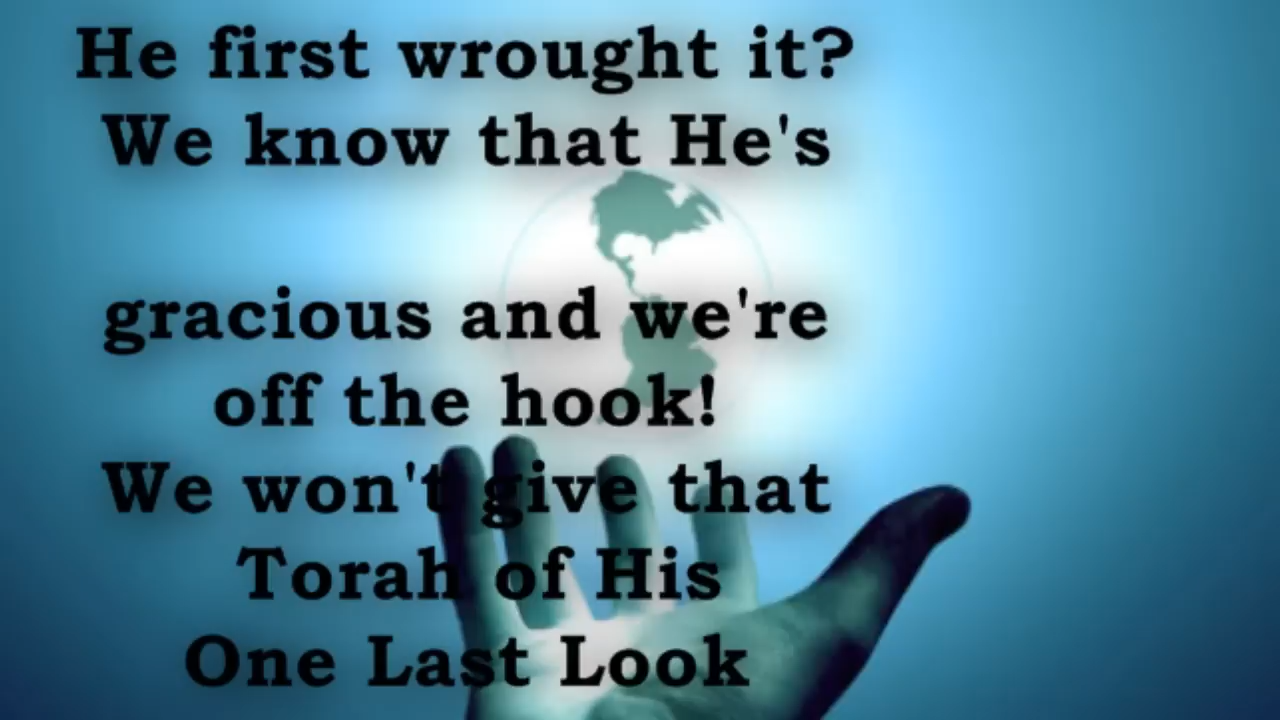 He first wrought it?
We know that He's
gracious and we're
off the hook!
We won't give that
Torah of His
One Last Look